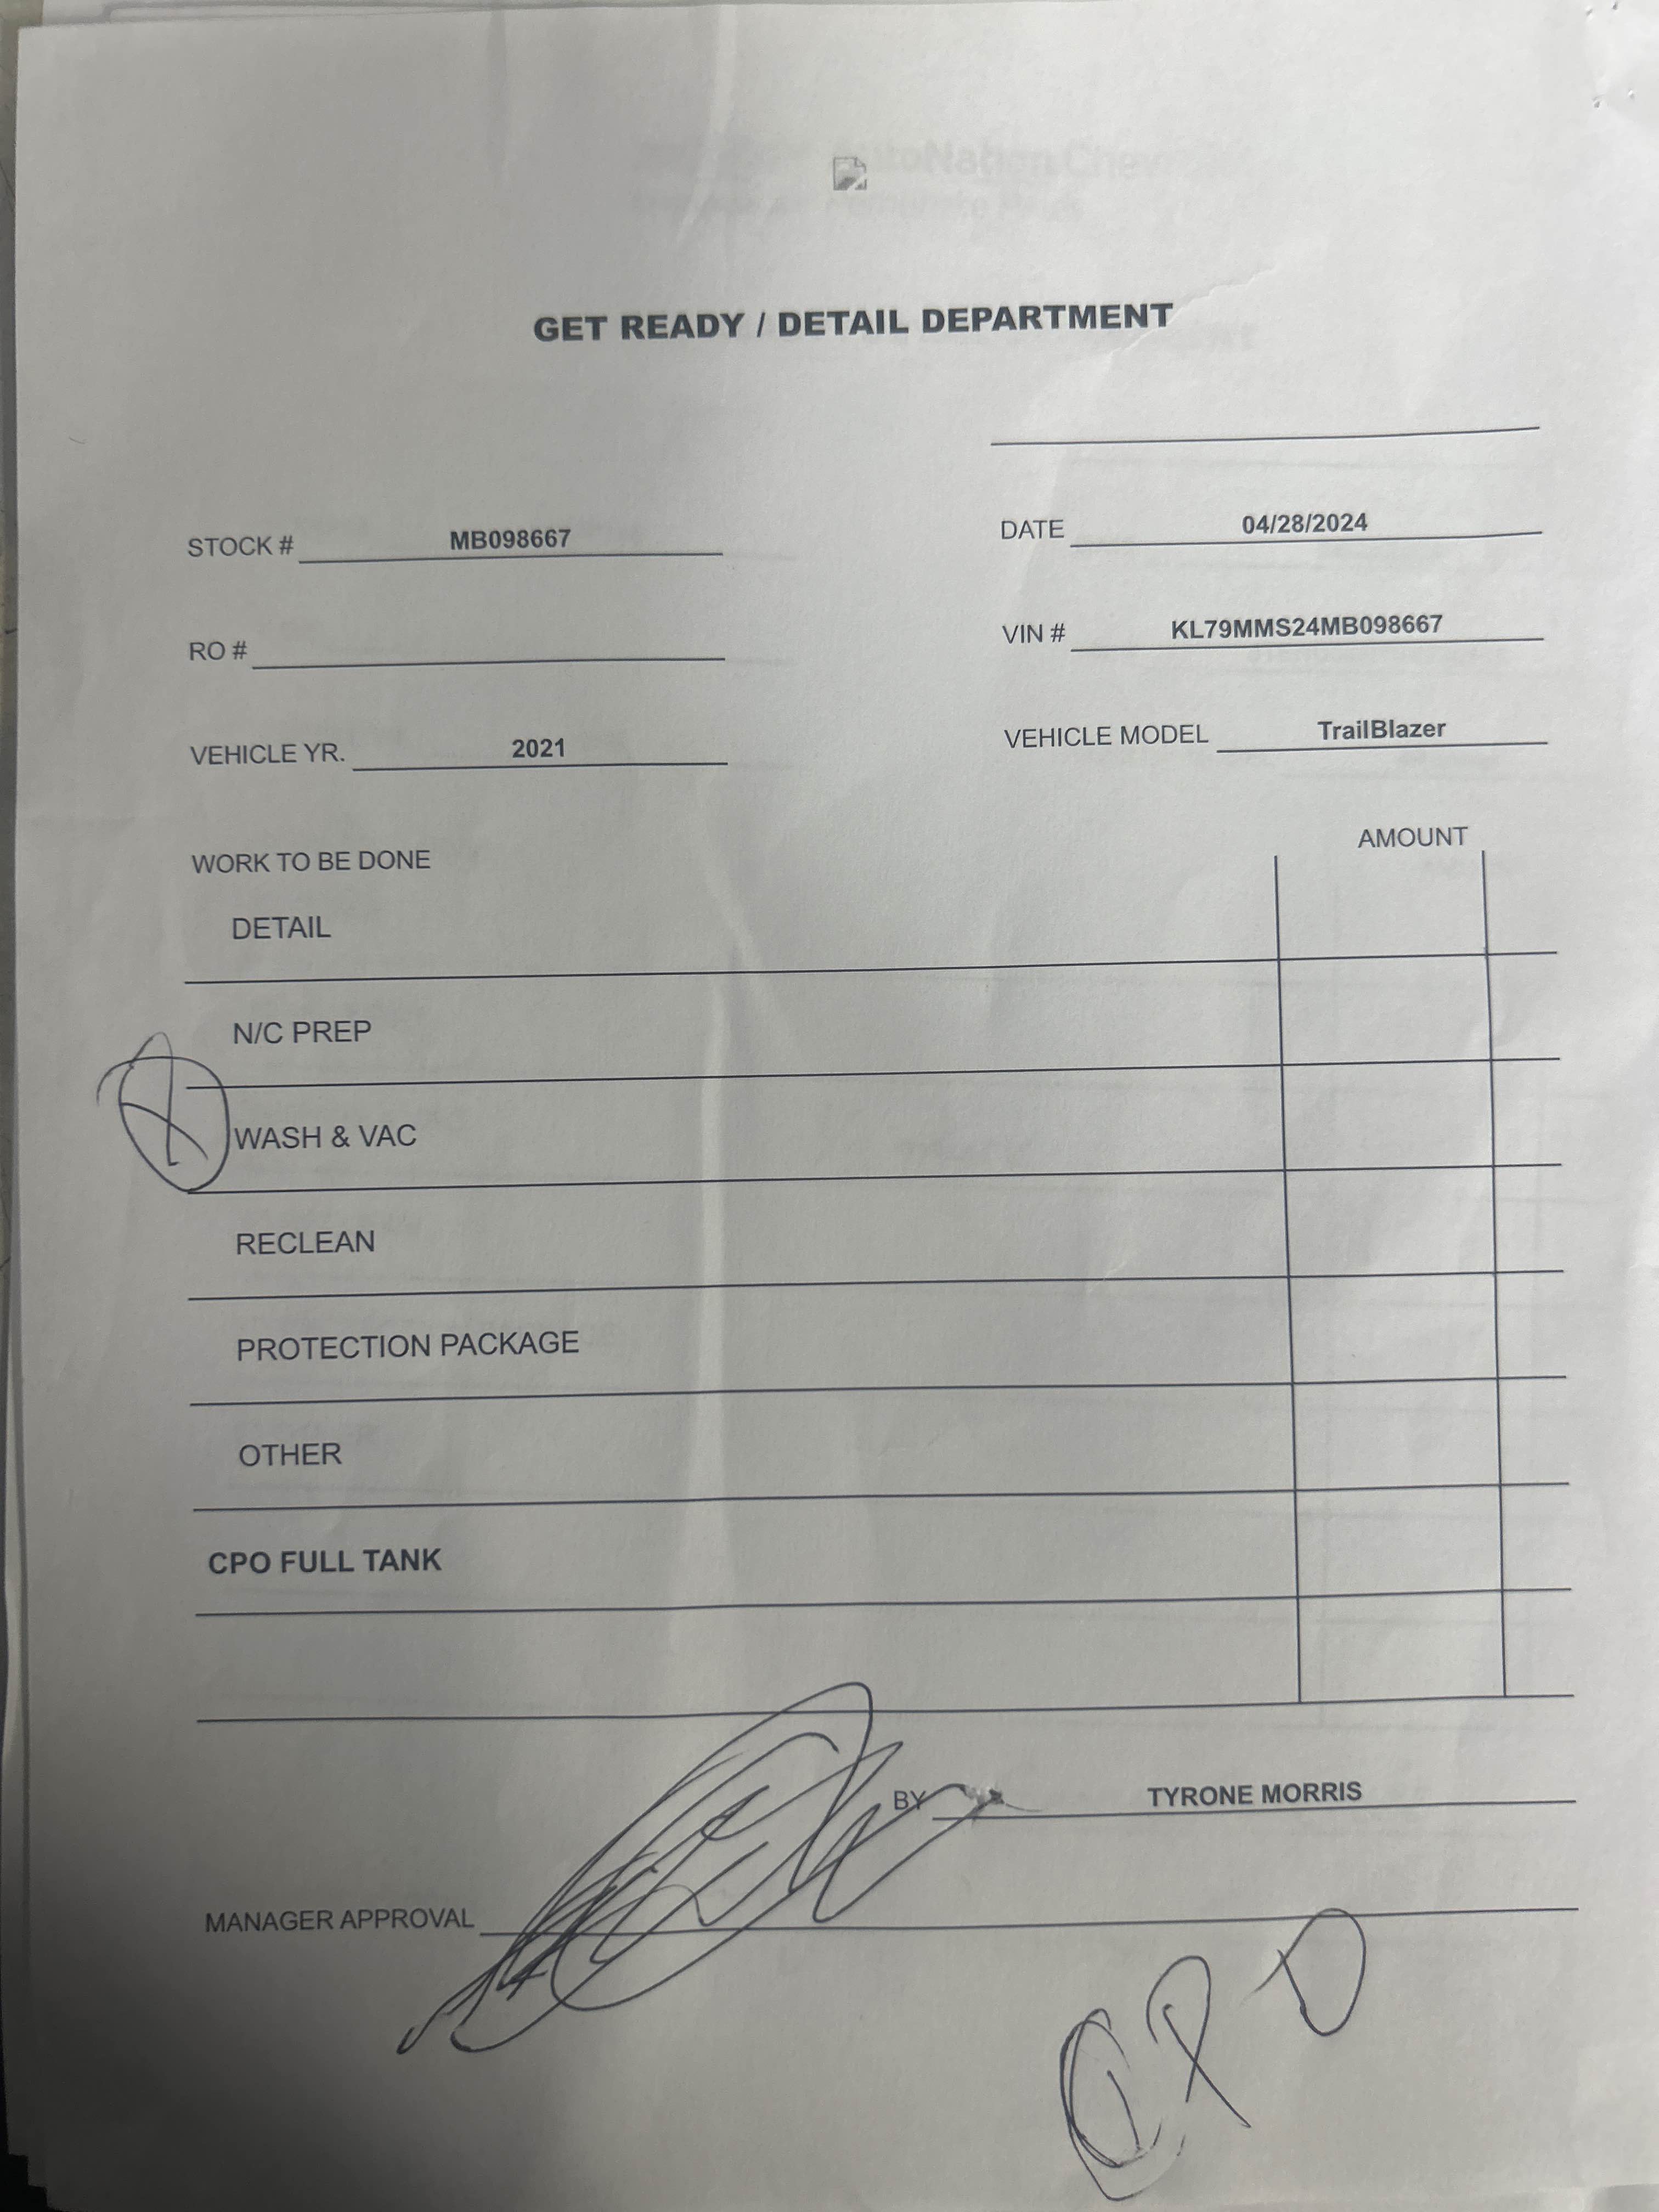 GET READY / DETAIL DEPARTMENT
STOCK # MB098667
DATE 04/28/2024
RO #
VIN # KL79MMS24MB098667
VEHICLE YR. 2021
VEHICLE MODEL TrailBlazer
WORK TO BE DONE
AMOUNT
DETAIL
N/C PREP
WASH & VAC
RECLEAN
PROTECTION PACKAGE
OTHER
CPO FULL TANK
BY TYRONE MORRIS
MANAGER APPROVAL
CPO